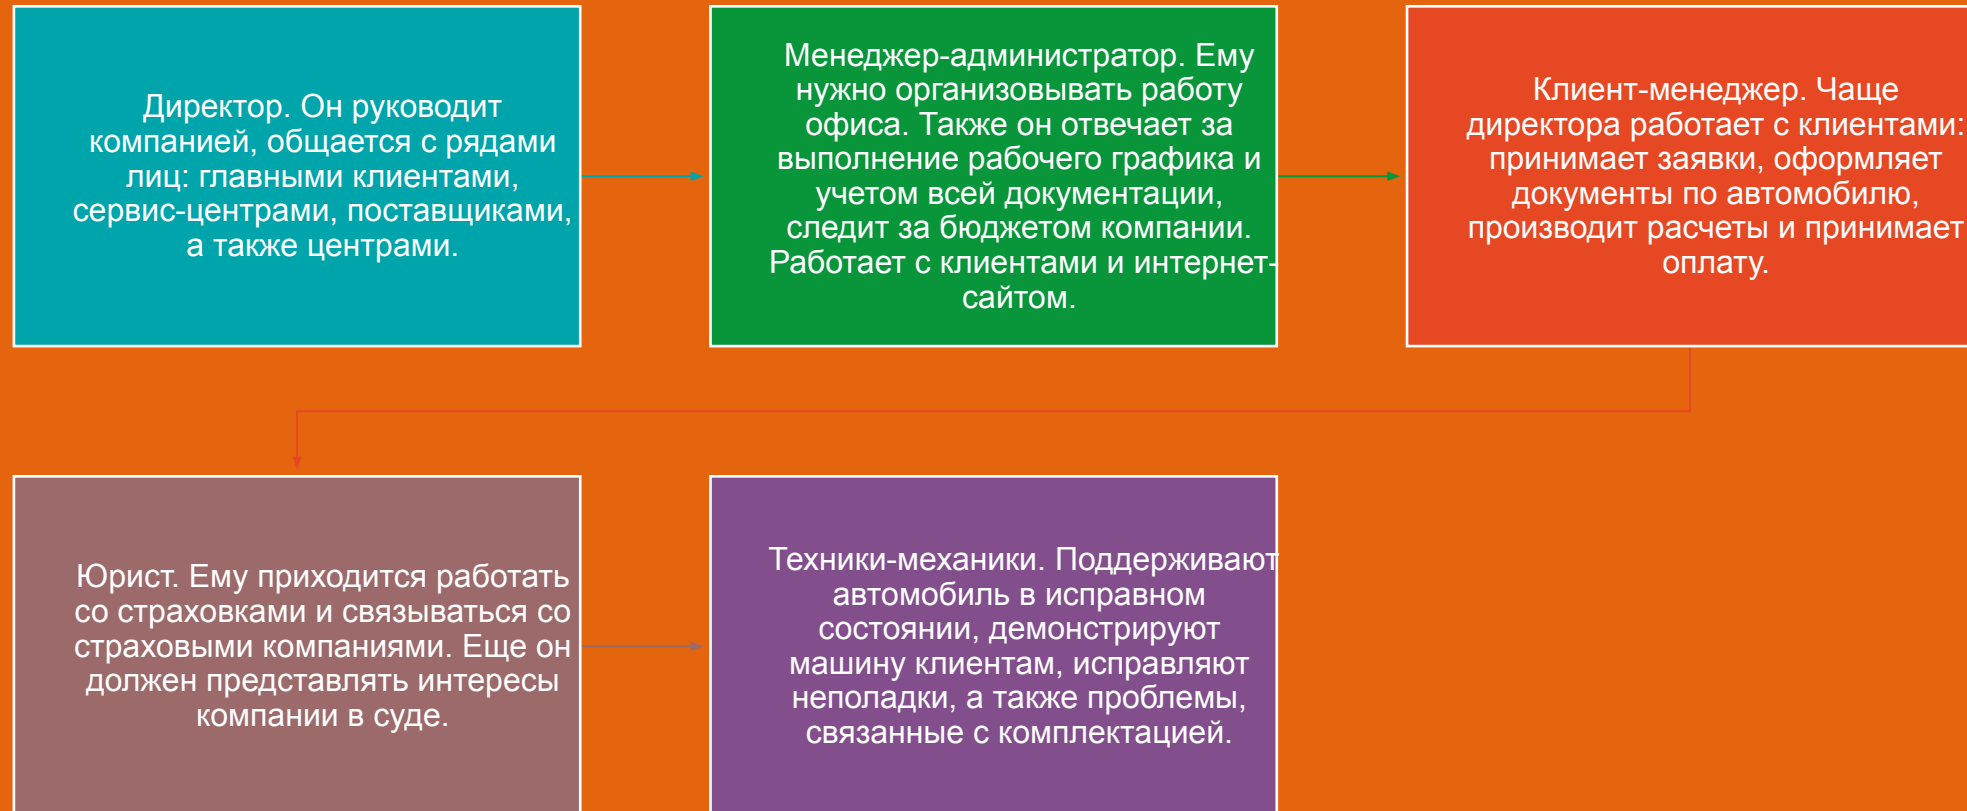 Директор. Он руководит
компанией, общается с рядами
лиц: главными клиентами,
сервис-центрами, поставщиками,
а также центрами.
Менеджер-администратор. Ему
нужно организовывать работу
офиса. Также он отвечает за
выполнение рабочего графика и
учетом всей документации,
следит за бюджетом компании.
Работает с клиентами и интернет-
сайтом.
Клиент-менеджер. Чаще
директора работает с клиентами:
принимает заявки, оформляет
документы по автомобилю,
производит расчеты и принимает
оплату.
Юрист. Ему приходится работать
со страховками и связываться со
страховыми компаниями. Еще он
должен представлять интересы
компании в суде.
Техники-механики. Поддерживают
автомобиль в исправном
состоянии, демонстрируют
машину клиентам, исправляют
неполадки, а также проблемы,
связанные с комплектацией.